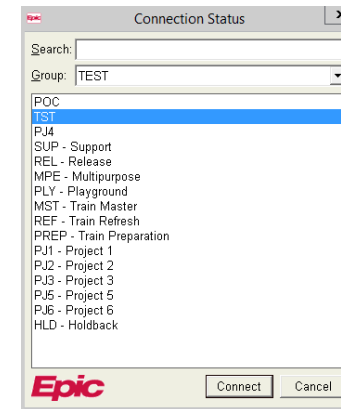 Epic
Connection Status
Search:
Group: TEST
POC
TST
PJ4
SUP - Support
REL - Release
MPE - Multipurpose
PLY - Playground
MST - Train Master
REF - Train Refresh
PREP - Train Preparation
PJ1 - Project 1
PJ2 - Project 2
PJ3 - Project 3
PJ5 - Project 5
PJ6 - Project 6
HLD - Holdback
Epic
Connect
Cancel